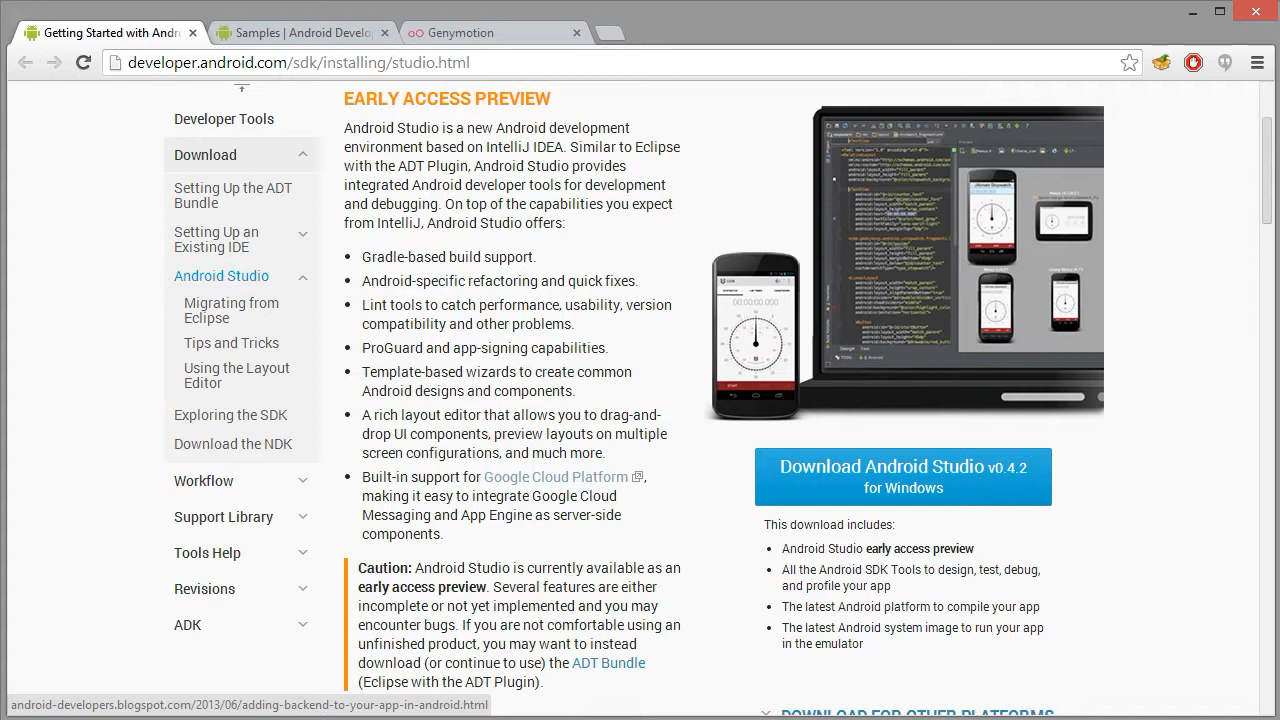 Getting Started with Andr
Samples | Android Develo
Genymotion
developer.android.com/sdk/installing/studio.html
Developer Tools
Download
Setting Up the ADT
Bundle
Setting Up an
Existing IDE
Android Studio
Migrating from
Eclipse
Tips and Tricks
Using the Layout
Editor
Exploring the SDK
Download the NDK
Workflow
Support Library
Tools Help
Revisions
ADK
EARLY ACCESS PREVIEW
Android Studio is a new Android development
environment based on IntelliJ IDEA. Similar to Eclipse
with the ADT Plugin, Android Studio provides
integrated Android developer tools for development
and debugging. On top of the capabilities you expect
from IntelliJ, Android Studio offers:
• Gradle-based build support.
• Android-specific refactoring and quick fixes.
• Lint tools to catch performance, usability, version
compatibility and other problems.
• ProGuard and app-signing capabilities.
• Template-based wizards to create common
Android designs and components.
• A rich layout editor that allows you to drag-and-
drop UI components, preview layouts on multiple
screen configurations, and much more.
• Built-in support for Google Cloud Platform,
making it easy to integrate Google Cloud
Messaging and App Engine as server-side
components.
Caution: Android Studio is currently available as an
early access preview. Several features are either
incomplete or not yet implemented and you may
encounter bugs. If you are not comfortable using an
unfinished product, you may want to instead
download (or continue to use) the ADT Bundle
(Eclipse with the ADT Plugin).
00:00:00.000
Download Android Studio v0.4.2
for Windows
This download includes:
• Android Studio early access preview
• All the Android SDK Tools to design, test, debug,
and profile your app
• The latest Android platform to compile your app
• The latest Android system image to run your app
in the emulator
DOWNLOAD FOR OTHER PLATFORMS
android-developers.blogspot.com/2013/06/adding-backend-to-your-app-in-android.html